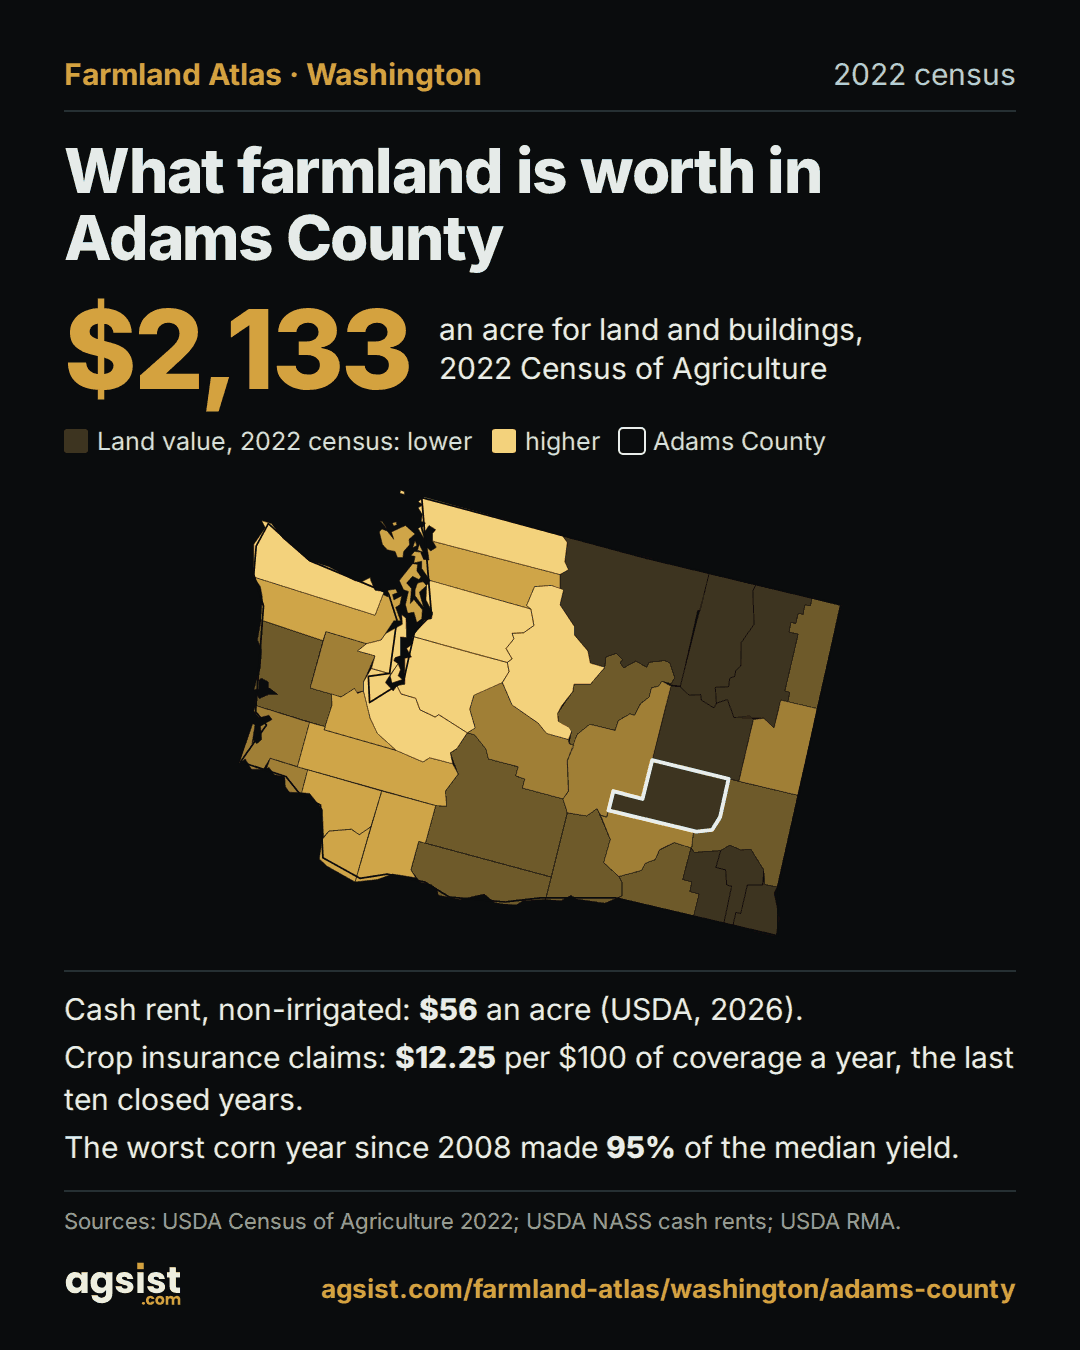 Farmland Atlas · Washington
2022 census
What farmland is worth in
Adams County
$2,133
an acre for land and buildings,
2022 Census of Agriculture
Land value, 2022 census: lower
higher
Adams County
Cash rent, non-irrigated: $56 an acre (USDA, 2026).
Crop insurance claims: $12.25 per $100 of coverage a year, the last
ten closed years.
The worst corn year since 2008 made 95% of the median yield.
Sources: USDA Census of Agriculture 2022; USDA NASS cash rents; USDA RMA.
agsist
.com
agsist.com/farmland-atlas/washington/adams-county